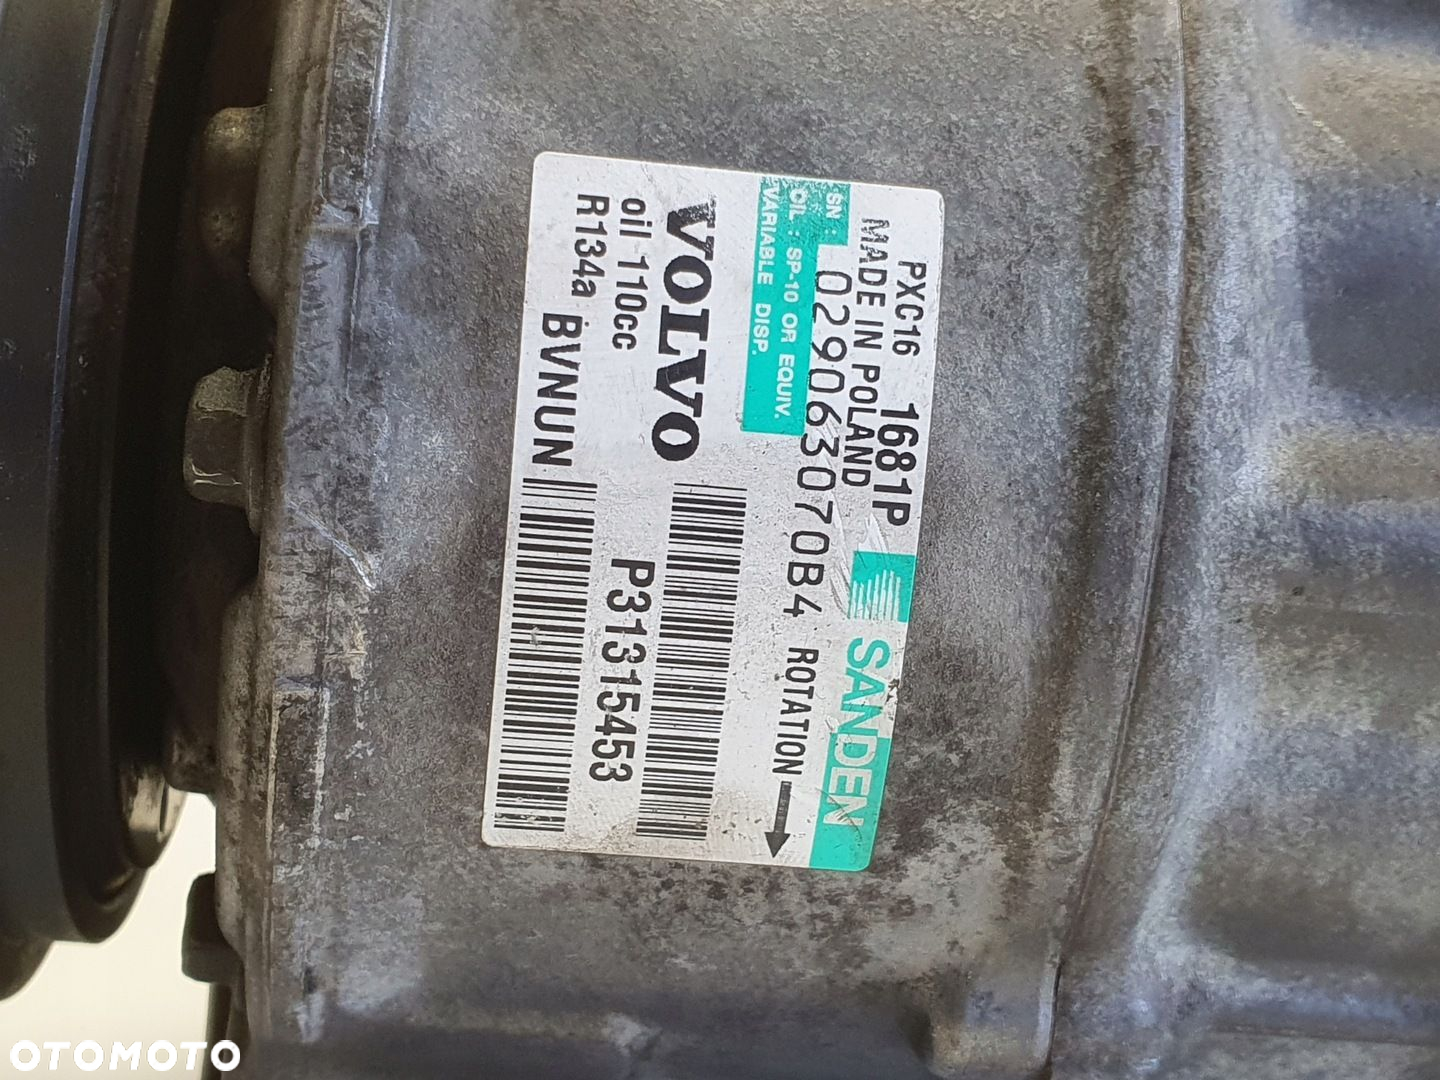 PXC16 1681P
MADE IN POLAND
SANDEN
SN: 029063070B4
OIL : SP-10 OR EQUIV.
VARIABLE DISP.
ROTATION
VOLVO
oil 110cc
R134a BVNUN
P31315453
OTOMOTO